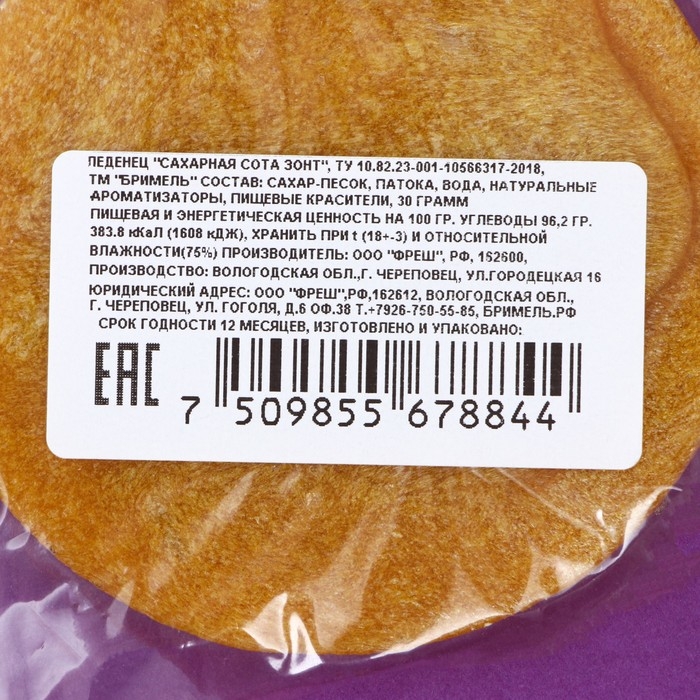 ЛЕДЕНЕЦ "САХАРНАЯ СОТА ЗОНТ", ТУ 10.82.23-001-10566317-2018,
ТМ "БРИМЕЛЬ" СОСТАВ: САХАР-ПЕСОК, ПАТОКА, ВОДА, НАТУРАЛЬНЫЕ
АРОМАТИЗАТОРЫ, ПИЩЕВЫЕ КРАСИТЕЛИ, 30 ГРАММ
ПИЩЕВАЯ И ЭНЕРГЕТИЧЕСКАЯ ЦЕННОСТЬ НА 100 ГР. УГЛЕВОДЫ 96,2 ГР.
383.8 кКаЛ (1608 кДЖ), ХРАНИТЬ ПРИ t (18+-3) И ОТНОСИТЕЛЬНОЙ
ВЛАЖНОСТИ(75%) ПРОИЗВОДИТЕЛЬ: ООО "ФРЕШ", РФ, 162600,
ПРОИЗВОДСТВО: ВОЛОГОДСКАЯ ОБЛ.,Г. ЧЕРЕПОВЕЦ, УЛ.ГОРОДЕЦКАЯ 16
ЮРИДИЧЕСКИЙ АДРЕС: ООО "ФРЕШ",РФ,162612, ВОЛОГОДСКАЯ ОБЛ.,
Г. ЧЕРЕПОВЕЦ, УЛ. ГОГОЛЯ, Д.6 ОФ.38 Т.+7926-750-55-85, БРИМЕЛЬ.РФ
СРОК ГОДНОСТИ 12 МЕСЯЦЕВ, ИЗГОТОВЛЕНО И УПАКОВАНО:
EAC
7 509855 678844